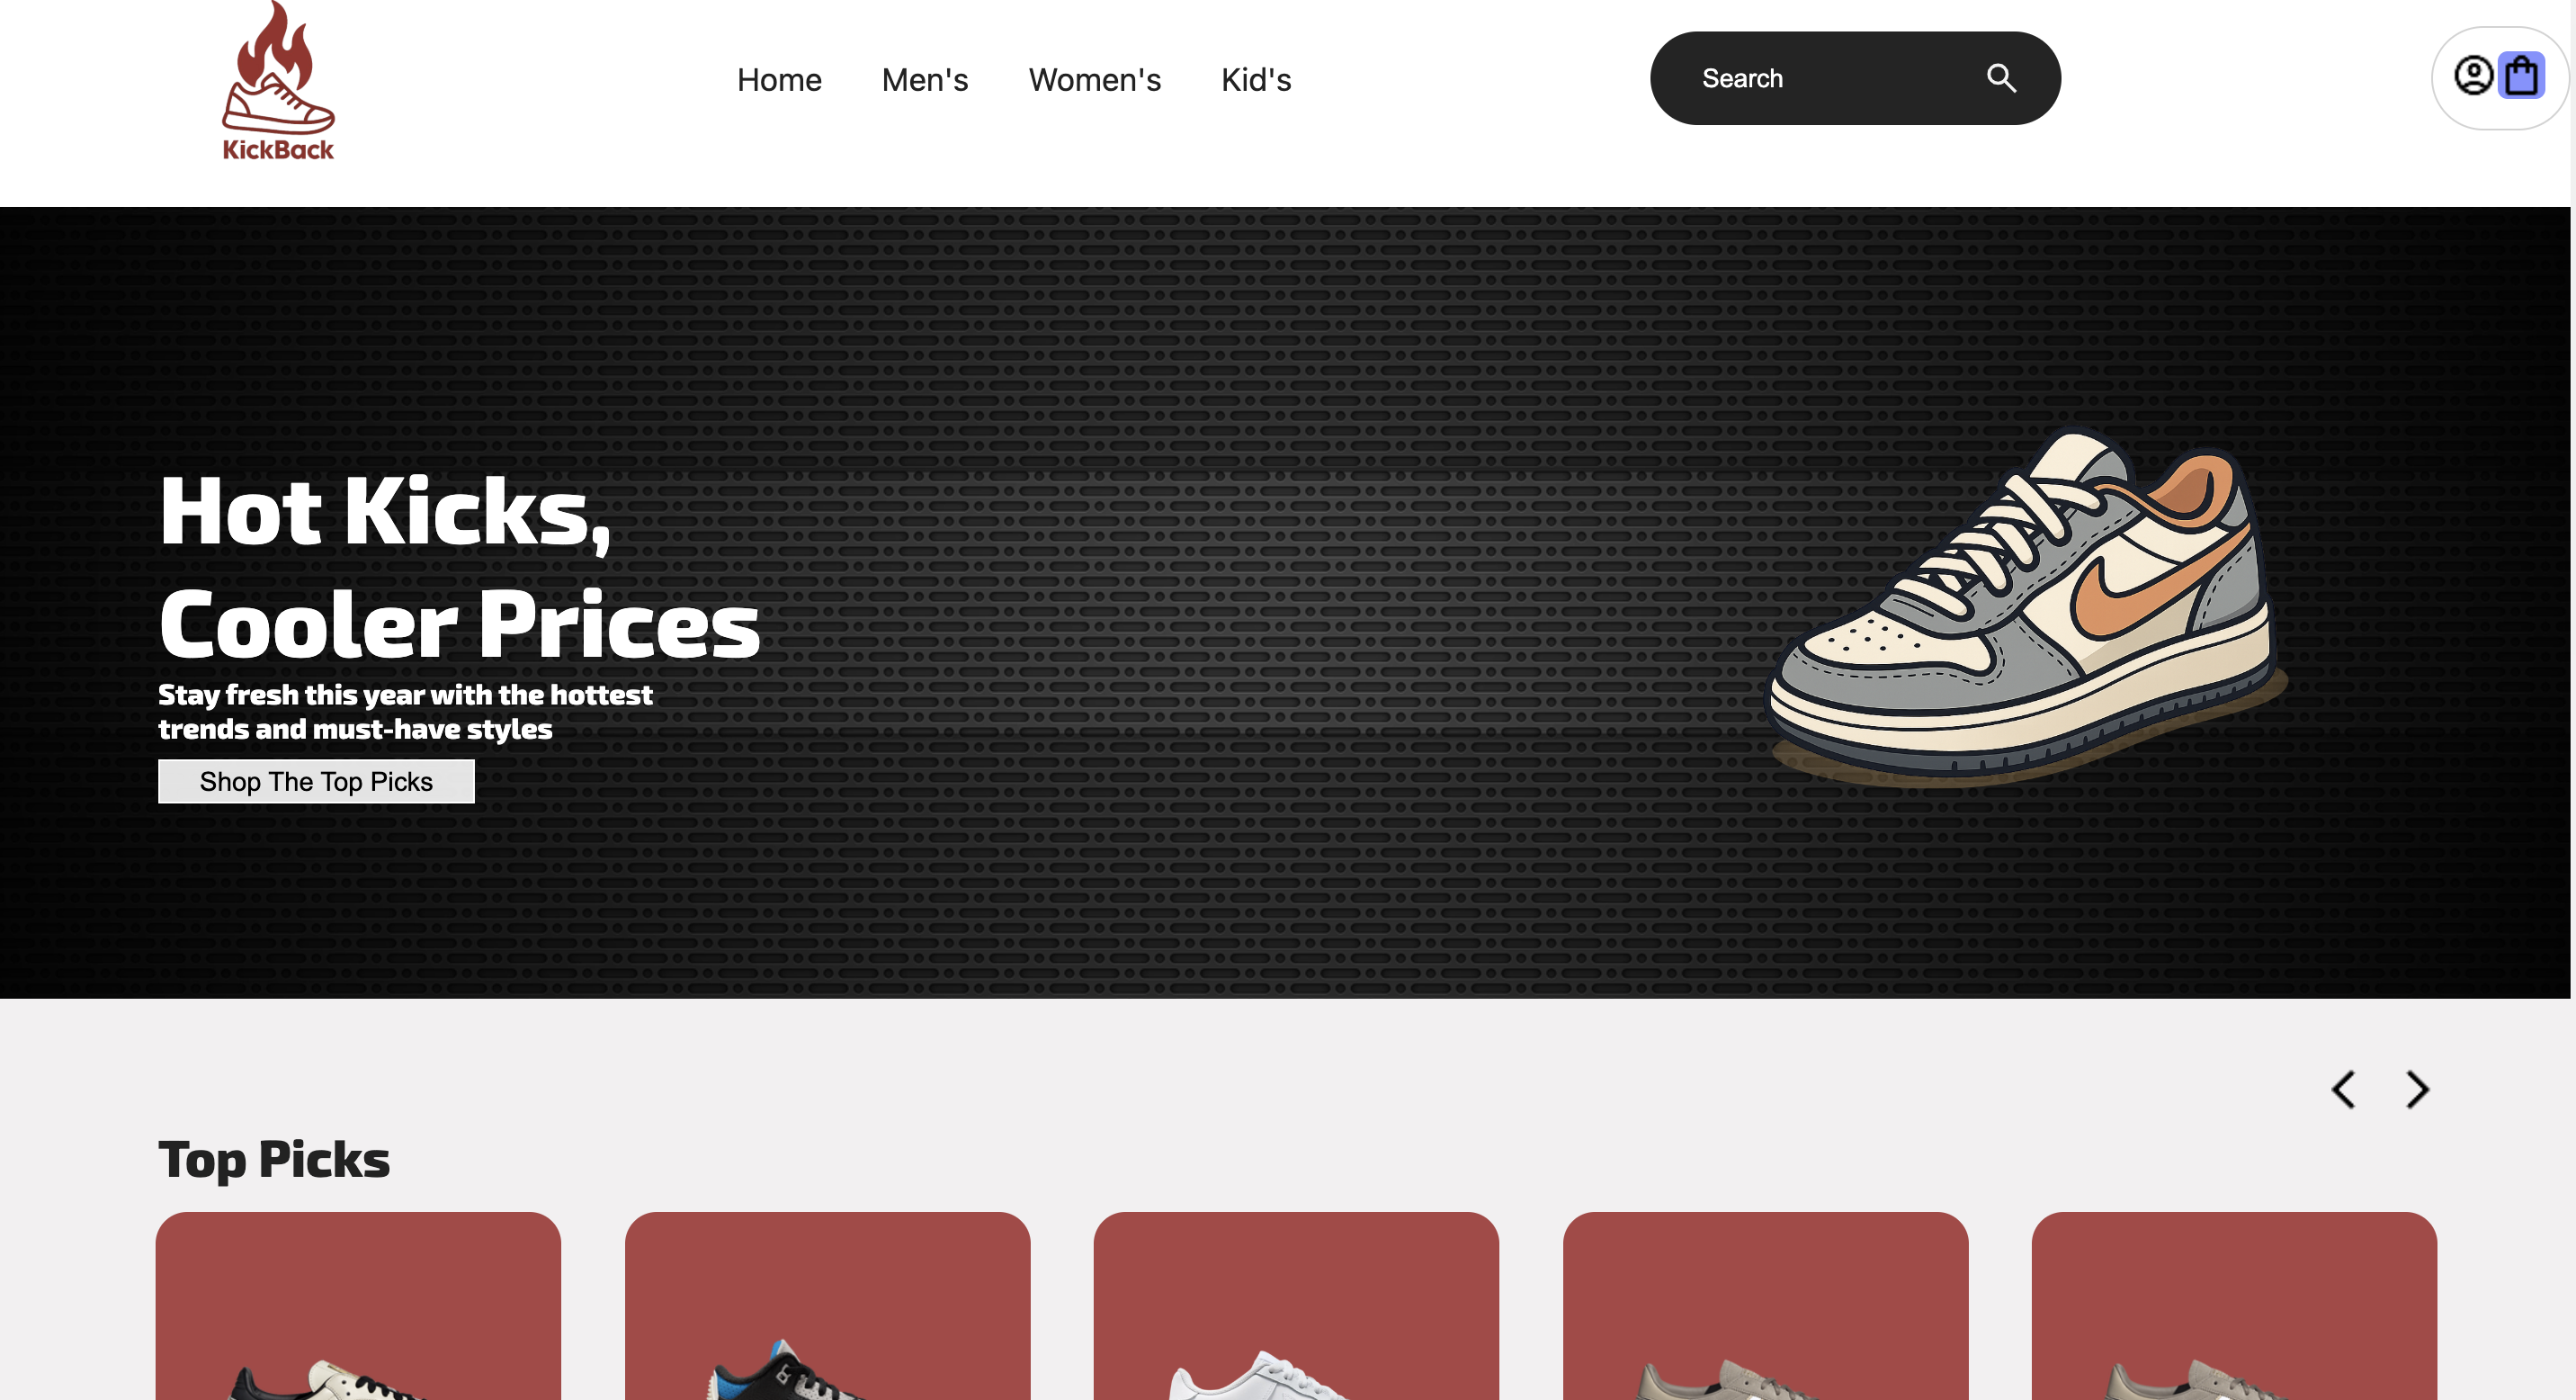 KickBack
Home
Men's
Women's
Kid's
Search
Hot Kicks,
Cooler Prices
Stay fresh this year with the hottest
trends and must-have styles
Shop The Top Picks
Top Picks